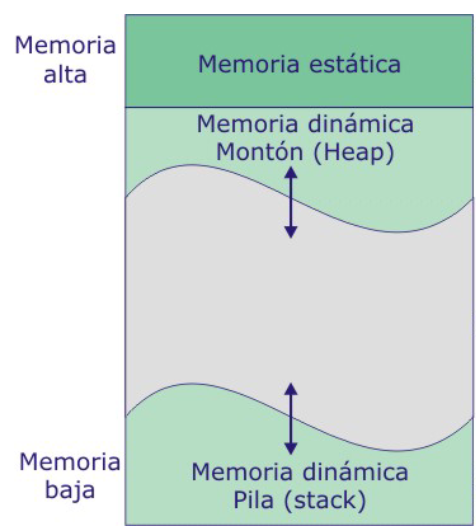 Memoria
alta
Memoria estática
Memoria dinámica
Montón (Heap)
Memoria
baja
Memoria dinámica
Pila (stack)